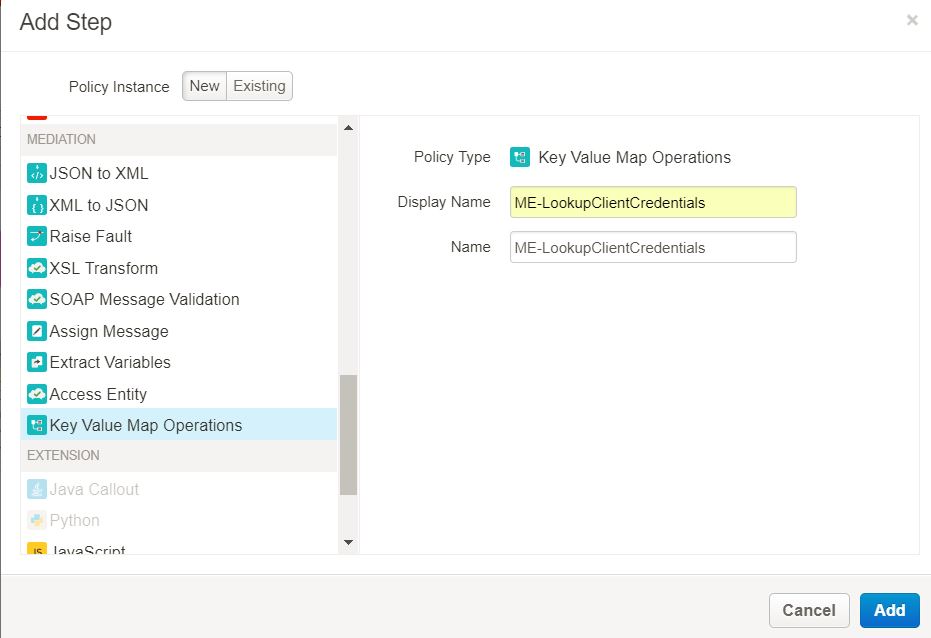 Add Step
×
Policy Instance New Existing
MEDIATION
JSON to XML
XML to JSON
Raise Fault
XSL Transform
SOAP Message Validation
Assign Message
Extract Variables
Access Entity
Key Value Map Operations
EXTENSION
Java Callout
Python
JS JavaScript
Policy Type Key Value Map Operations
Display Name ME-LookupClientCredentials
Name ME-LookupClientCredentials
Cancel Add